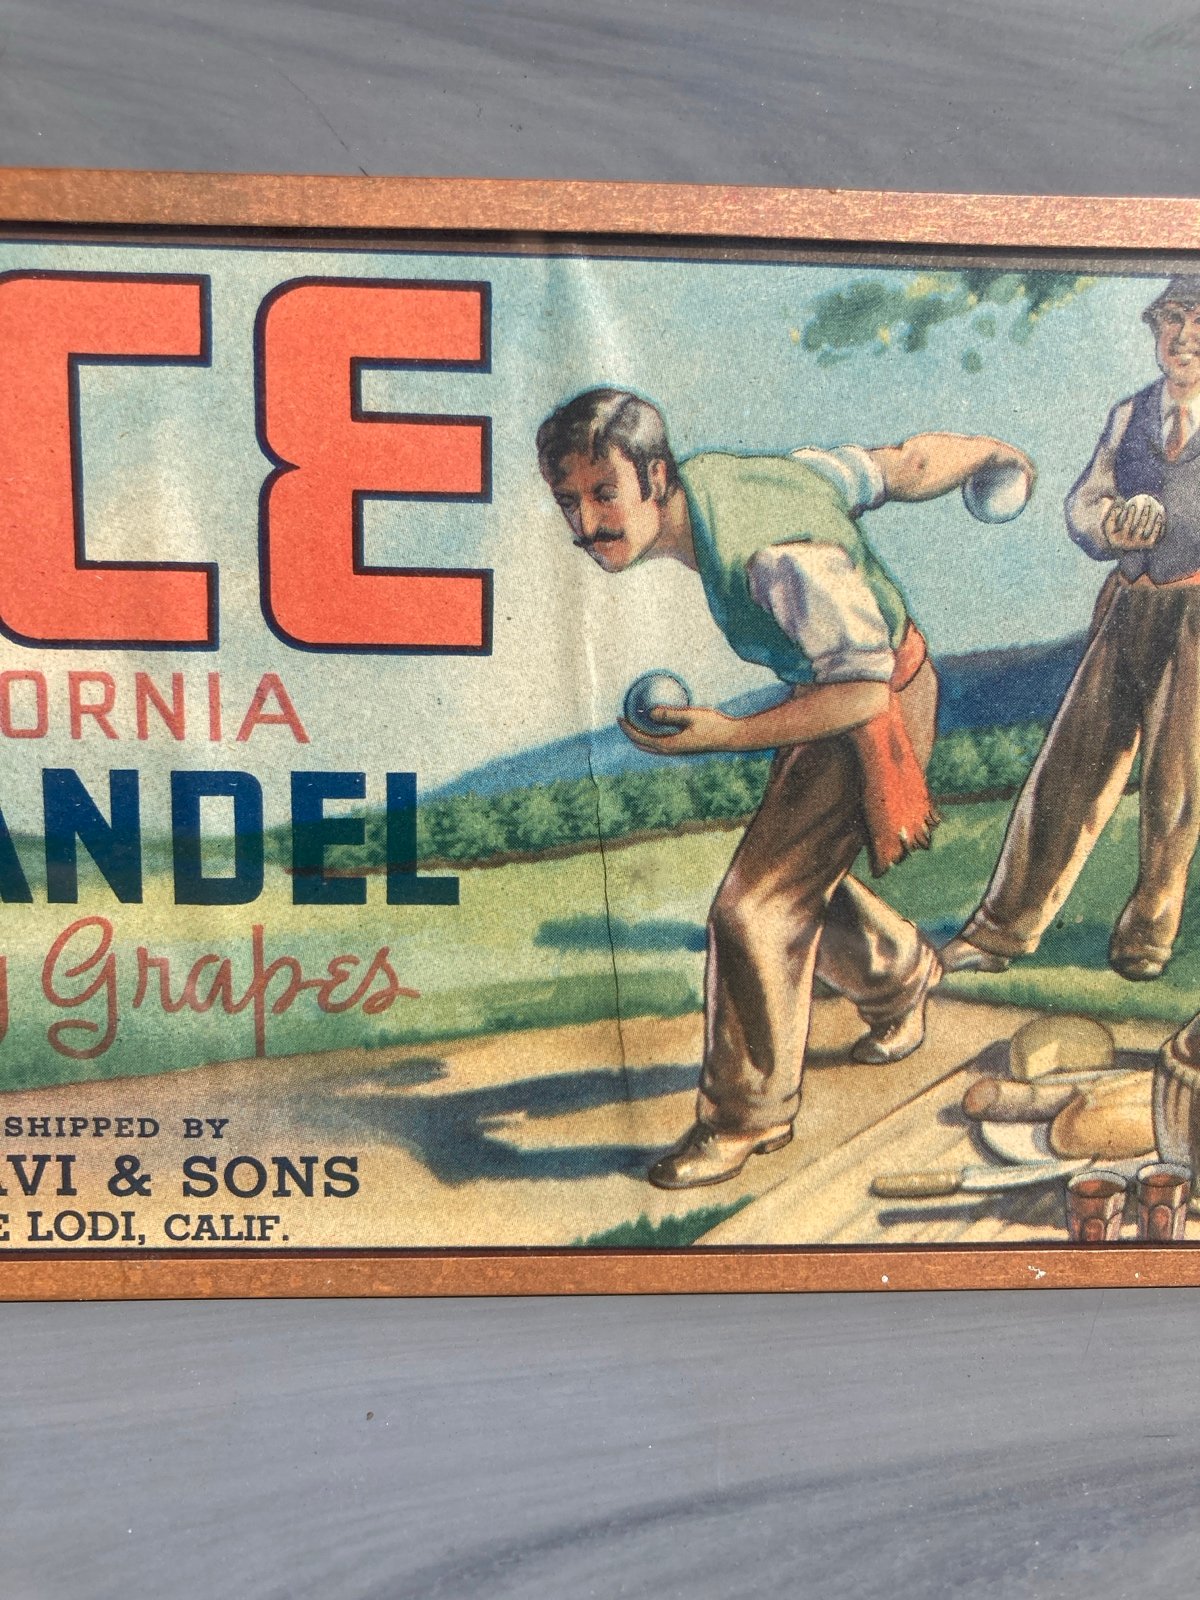 CE
ORNIA
ANDEL
g Grapes
SHIPPED BY
AVI & SONS
E LODI, CALIF.